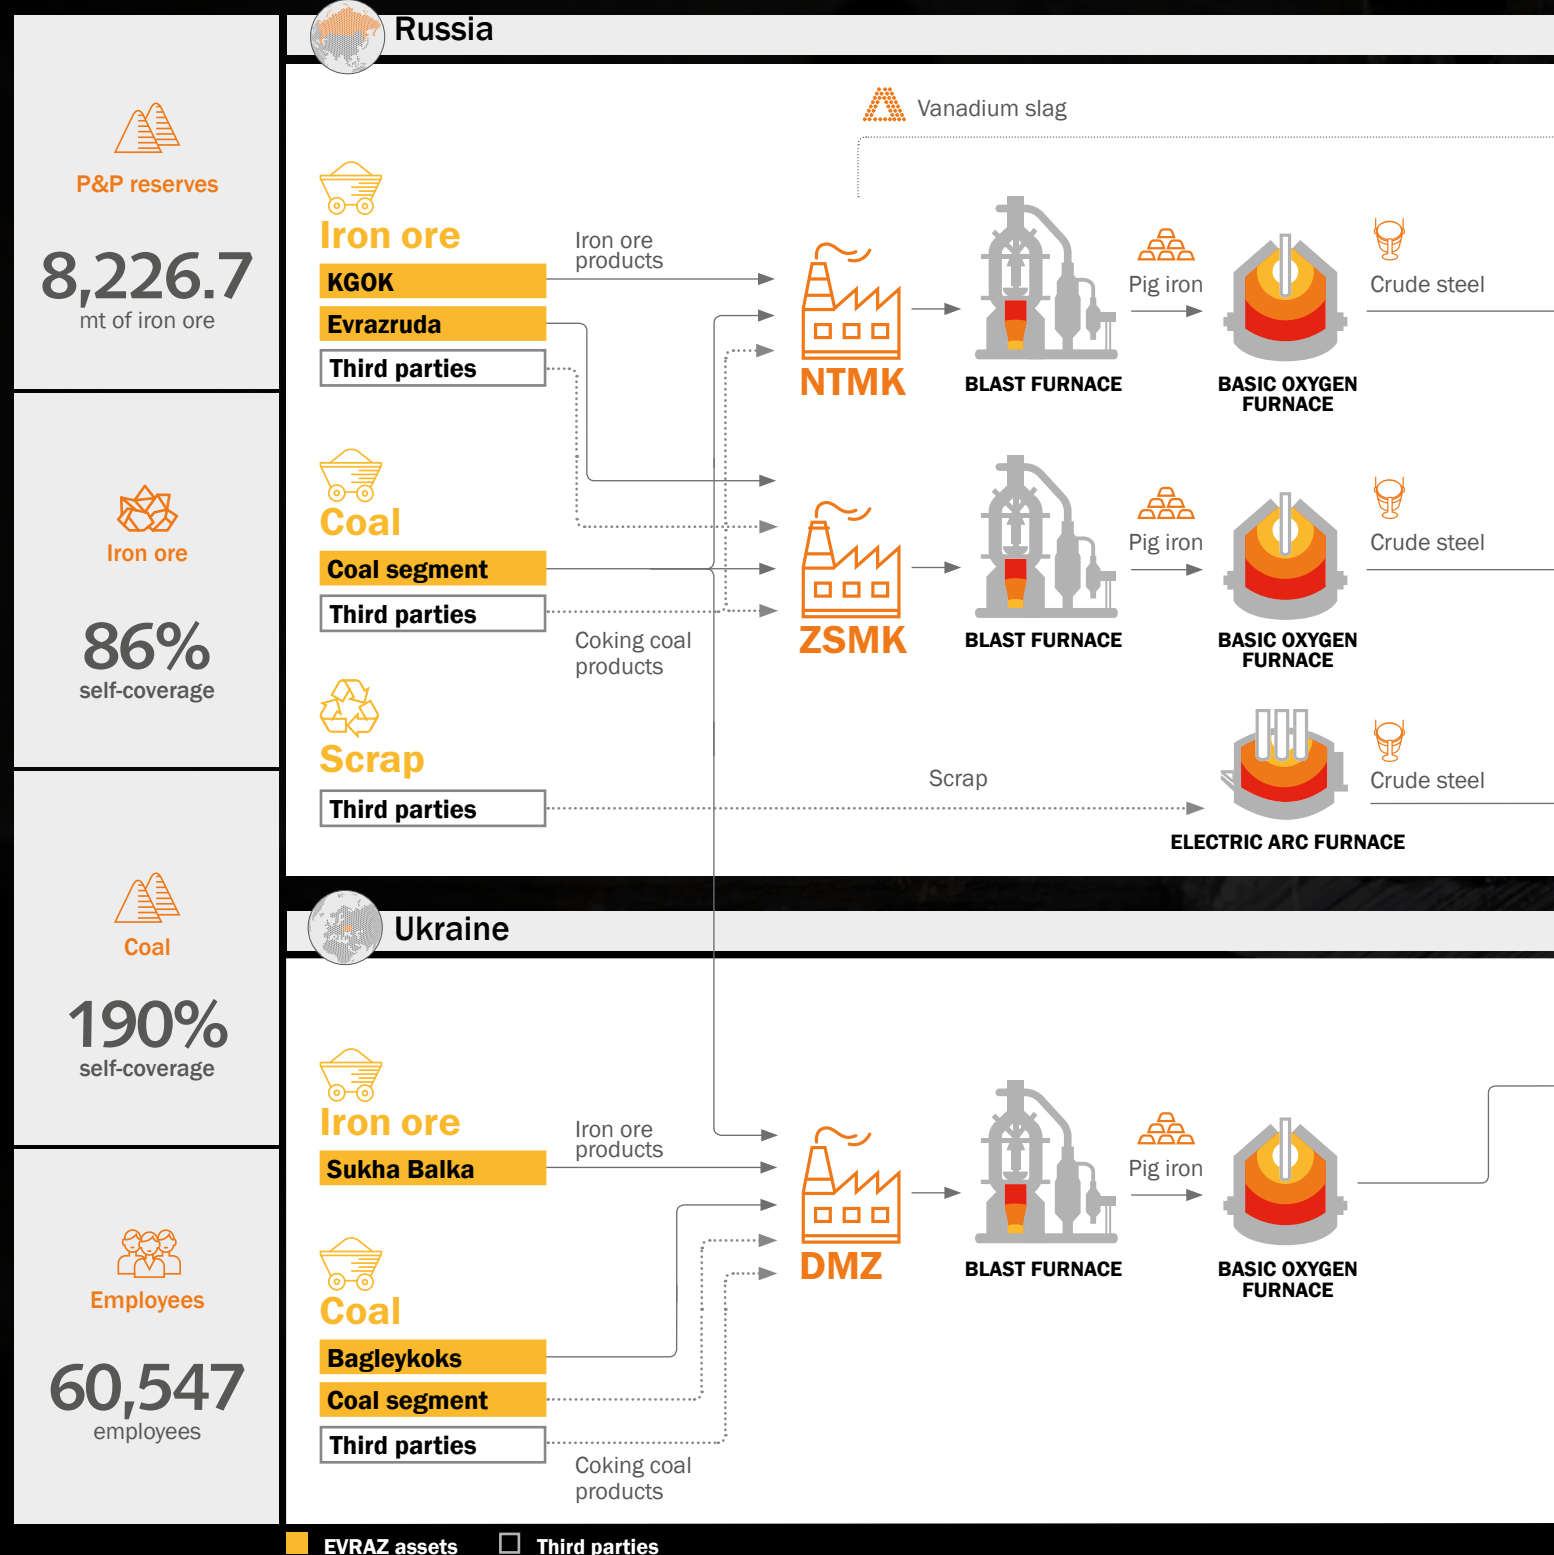 P&P reserves
8,226.7
mt of iron ore
Iron ore
86%
self-coverage
Coal
190%
self-coverage
Employees
60,547
employees
Russia
Vanadium slag
Iron ore
KGOK
Evrazruda
Third parties
Iron ore
products
NTMK
BLAST FURNACE
Pig iron
BASIC OXYGEN
FURNACE
Crude steel
Coal
Coal segment
Third parties
Coking coal
products
ZSMK
BLAST FURNACE
Pig iron
BASIC OXYGEN
FURNACE
Crude steel
Scrap
Third parties
Scrap
ELECTRIC ARC FURNACE
Crude steel
Ukraine
Iron ore
Sukha Balka
Iron ore
products
DMZ
BLAST FURNACE
Pig iron
BASIC OXYGEN
FURNACE
Coal
Bagleykoks
Coal segment
Third parties
Coking coal
products
EVRAZ assets
Third parties